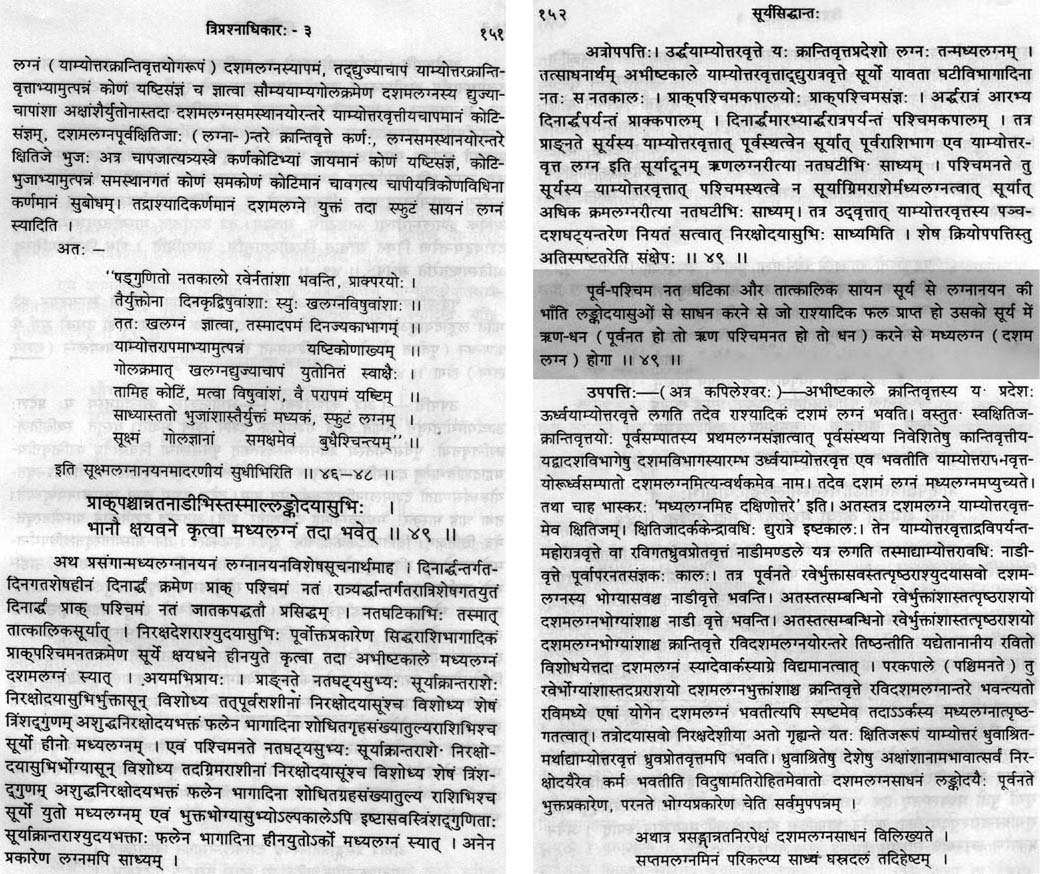 त्रिप्रश्नाधिकारः - ३ १५१
लग्नं (याम्योत्तरक्रान्तिवृत्तयोगरूपं) दशमलग्नस्यापमं, तद्द्युज्याचापं याम्योत्तरक्रान्ति-
वृत्ताभ्यामुत्पन्नं कोणं यष्टिसंज्ञं च ज्ञात्वा सौम्ययाम्यगोलक्रमेण दशमलग्नस्य द्युज्या-
चापांशा अक्षांशैर्युतोनास्तदा दशमलग्नसमस्थानयोरन्तरे याम्योत्तरवृत्तीयचापमानं कोटि-
संज्ञम्, दशमलग्नपूर्वक्षितिजाः (लग्ना-)न्तरे क्रान्तिवृत्ते कर्णः, लग्नसमस्थानयोरन्तरे
क्षितिजे भुजः अत्र चापजात्यत्र्यस्त्रे कर्णकोटिभ्यां जायमानं कोणं यष्टिसंज्ञं, कोटि-
भुजाभ्यामुत्पन्नं समस्थानगतं कोणं समकोणं कोटिमानं चावगत्य चापीयत्रिकोणविधिना
कर्णमानं सुबोधम्। तद्राश्यादिकर्णमानं दशमलग्ने युक्तं तदा स्फुटं सायनं लग्नं
स्यादिति ।
अतः —
"षड्गुणितो नतकालो रवेर्नतांशा भवन्ति, प्राक्परयोः ।
तैर्युक्तोना दिनकृद्विषुवांशाः स्युः खलग्नविषुवांशाः ॥
ततः खलग्नं ज्ञात्वा, तस्मादपमं दिनज्यकाभागम् ।
याम्योत्तरापमाभ्यामुत्पन्नं यष्टिकोणाख्यम् ॥
गोलक्रमात् खलग्नद्युज्याचापं युतोनितं स्वाक्षैः ।
तामिह कोटिं, मत्वा विषुवांशं, वै परापमं यष्टिम् ॥
साध्यास्ततो भुजांशास्तैर्युक्तं मध्यकं, स्फुटं लग्नम् ।
सूक्ष्मं गोलज्ञानां समक्षमेवं बुधैश्चिन्त्यम्" ॥
इति सूक्ष्मलग्नानयनमादरणीयं सुधीभिरिति ॥ ४६-४८ ॥
प्राक्पश्चान्नतनाडीभिस्तस्माल्लङ्कोदयासुभिः ।
भानौ क्षयधने कृत्वा मध्यलग्नं तदा भवेत् ॥ ४९ ॥
अथ प्रसंगान्मध्यलग्नानयनं लग्नानयनविशेषसूचनार्थमाह । दिनार्द्धान्तर्गत-
दिनगतशेषहीनं दिनार्द्धं क्रमेण प्राक् पश्चिमं नतं रात्र्यर्द्धान्तर्गतरात्रिशेषगतयुतं
दिनार्द्धं प्राक् पश्चिमं नतं जातकपद्धतौ प्रसिद्धम् । नतघटिकाभिः तस्मात्
तात्कालिकसूर्यात् । निरक्षदेशराश्युदयासुभिः पूर्वोक्तप्रकारेण सिद्धराशिभागादिकं
प्राक्पश्चिमनतक्रमेण सूर्ये क्षयधने हीनयुते कृत्वा तदा अभीष्टकाले मध्यलग्नं
दशमलग्नं स्यात् । अयमभिप्रायः । प्राङ्नते नतघट्यसुभ्यः सूर्याक्रान्तराशेः
निरक्षोदयासुभिर्भुक्तासून् विशोध्य तत्पूर्वसशीनां निरक्षोदयासूंश्च विशोध्य शेषं
त्रिंशद्गुणम् अशुद्धनिरक्षोदयभक्तं फलेन भागादिना शोधितगृहसंख्यातुल्यराशिभिश्च
सूर्यो हीनो मध्यलग्नम् । एवं पश्चिमनते नतघट्यसुभ्यः सूर्याक्रान्तराशे॰ निरक्षो-
दयासुभिर्भोग्यासून् विशोध्य तदग्रिमराशीनां निरक्षोदयासूंश्च विशोध्य शेषं त्रिंश-
द्गुणम् अशुद्धनिरक्षोदयभक्तं फलेन भागादिना शोधितग्रहसंख्यातुल्यं राशिभिश्च
सूर्यो युतो मध्यलग्नम् एवं भुक्तभोग्यासुभ्योऽल्पकालेऽपि इष्टासवस्त्रिंशद्गुणिताः
सूर्याक्रान्तराश्युदयभक्ताः फलेन भागादिना हीनयुतोऽर्को मध्यलग्नं स्यात् । अनेन
प्रकारेण लग्नमपि साध्यम् ।
१५२ सूर्यसिद्धान्तः
अत्रोपपत्तिः। उर्द्धयाम्योत्तरवृत्ते यः क्रान्तिवृत्तप्रदेशो लग्नः तन्मध्यलग्नम् ।
तत्साधनार्थम् अभीष्टकाले याम्योत्तरवृत्ताद्द्युरात्रवृत्ते सूर्यो यावता घटीविभागादिना
नतः स नतकालः । प्राक्पश्चिमकपालयोः प्राक्पश्चिमसंज्ञः । अर्द्धरात्रं आरभ्य
दिनार्द्धपर्यन्तं प्राक्कपालम् । दिनार्द्धमारभ्यार्द्धरात्रपर्यन्तं पश्चिमकपालम् । तत्र
प्राङ्नते सूर्यस्य याम्योत्तरवृत्तात् पूर्वस्थत्वेन सूर्यात् पूर्वराशिभाग एव याम्योत्तर-
वृत्त लग्न इति सूर्यादूनम् ऋणलग्नरीत्या नतघटीभिः साध्यम् । पश्चिमनते तु
सूर्यस्य याम्योत्तरवृत्तात् पश्चिमस्थत्वे न सूर्याग्रिमराशेर्मध्यलग्नत्वात् सूर्यात्
अधिक क्रमलग्नरीत्या नतघटीभिः साध्यम्। तत्र उद्वृत्तात् याम्योत्तरवृत्तस्य पञ्च-
दशघट्यन्तरेण नियतं सत्वात् निरक्षोदयासुभिः साध्यमिति । शेष क्रियोपपत्तिस्तु
अतिस्पष्टतरेति संक्षेपः ॥ ४९ ॥
पूर्व-पश्चिम नत घटिका और तात्कालिक सायन सूर्य से लग्नानयन की
भाँति लङ्कोदयासुओं से साधन करने से जो राश्यादिक फल प्राप्त हो उसको सूर्य में
ऋण-धन (पूर्वनत हो तो ऋण पश्चिमनत हो तो धन) करने से मध्यलग्न (दशम
लग्न) होगा ॥ ४९ ॥
उपपत्तिः—(अत्र कपिलेश्वरः)—अभीष्टकाले क्रान्तिवृत्तस्य यः प्रदेशः
ऊर्ध्वयाम्योत्तरवृत्ते लगति तदेव राश्यादिकं दशमं लग्नं भवति। वस्तुतः स्वक्षितिज-
क्रान्तिवृत्तयोः पूर्वसम्पातस्य प्रथमलग्नसंज्ञात्वात् पूर्वसंस्थया निवेशितेषु कान्तिवृत्तीय-
यद्वादशविभागेषु दशमविभागस्यारम्भ उर्ध्वयाम्योत्तरवृत्त एव भवतीति याम्योत्तरापमवृत्त-
योरूर्ध्वसम्पातो दशमलग्नमित्यन्वर्थकमेव नाम। तदेव दशमं लग्नं मध्यलग्नमप्युच्यते।
तथा चाह भास्करः 'मध्यलग्नमिह दक्षिणोत्तरे' इति। अतस्तत्र दशमलग्ने याम्योत्तरवृत्त-
मेव क्षितिजम्। क्षितिजार्दककेन्द्रावधिः द्युरात्रे इष्टकालः। तेन याम्योत्तरवृत्ताद्रविपर्यन्त-
महोरात्रवृत्ते वा रविगतध्रुवप्रोतवृत्तं नाडीमण्डले यत्र लगति तस्माद्याम्योत्तरावधिः नाडी-
वृत्ते पूर्वापरनतसंज्ञकः कालः। तत्र पूर्वनते रवेर्भुक्तासवस्तत्पृष्ठराश्युदयासवो दशम-
लग्नस्य भोग्यासवश्च नाडीवृत्ते भवन्ति। अतस्तत्सम्बन्धिनो रवेर्भुक्तांशास्तत्पृष्ठराशयो
दशमलग्नभोग्यांशाश्च नाडी वृत्ते भवन्ति। अतस्तत्सम्बन्धिनो रवेर्भुक्तांशास्तत्पृष्ठराशयो
दशमलग्नभोग्यांशाश्च क्रान्तिवृत्ते रविदशमलग्नयोरन्तरे तिष्ठन्तीति यद्येतानानीय रवितो
विशोधयेत्तदा दशमलग्नं स्यादेवार्कस्याग्रे विद्यमानत्वात् । परकपाले (पश्चिमनते) तु
रवेर्भोग्यांशास्तदग्रराशयो दशमलग्नभुक्तांशाश्च क्रान्तिवृत्ते रविदशमलग्नान्तरे भवन्त्यतो
रविमध्ये एषां योगेन दशमलग्नं भवतीत्यपि स्पष्टमेव तदाऽऽर्कस्य मध्यलग्नात्पृष्ठ-
गतत्वात्। तत्रोदयासवो निरक्षदेशीया अतो गृह्यन्ते यतः क्षितिजरूपं याम्योत्तरं ध्रुवाश्रित-
मर्थाद्याम्योत्तरवृत्तं ध्रुवप्रोतवृत्तमपि भवति। ध्रुवाश्रितेषु देशेषु अक्षांशानामभावात्सर्वं निर-
क्षोदयैरेव कर्म भवतीति विदुषामतिरोहितमेवातो दशमलग्नसाधनं लङ्कोदयैः पूर्वनते
भुक्तप्रकारेण, परनते भोग्यप्रकारेण चेति सर्वमुपपन्नम् ।
अथात्र प्रसङ्गान्नतनिरपेक्षं दशमलग्नसाधनं विलिख्यते ।
सप्तमलग्नमिनं परिकल्प्य साध्यं घस्रदलं तदिहेष्टम् ।